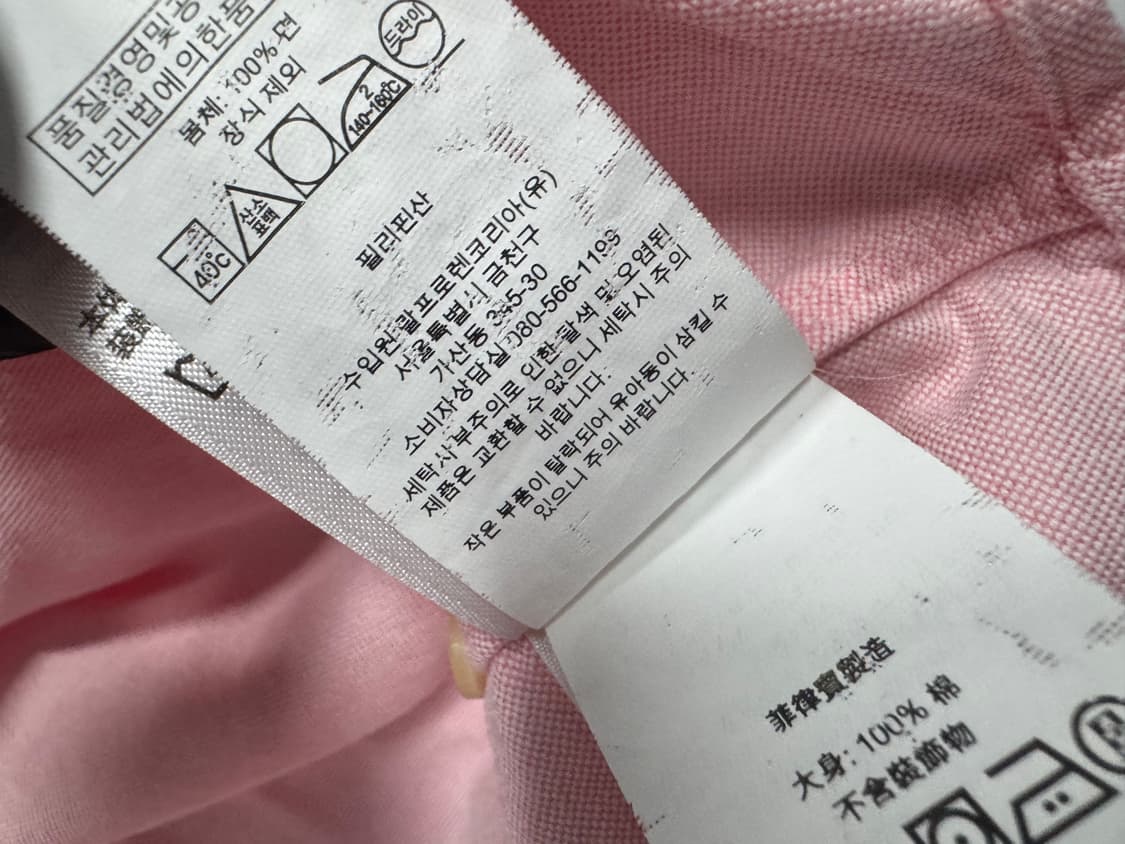 품질경영및공
관리법에의한품
몸체: 100% 면
장식 제외
40℃
산소
표백
2
140~160℃
드라이
필리핀산
수입원:랄프로렌코리아(유)
서울특별시 금천구
가산동 345-30
소비자상담실 080-566-1199
세탁시 부주의로 인한 탈색 및 오염된
제품은 교환할 수 없으니 세탁시 주의
바랍니다.
작은 부품이 탈락되어 유아동이 삼킬 수
있으니 주의 바랍니다.
菲律賓製造
大身: 100% 棉
不含裝飾物